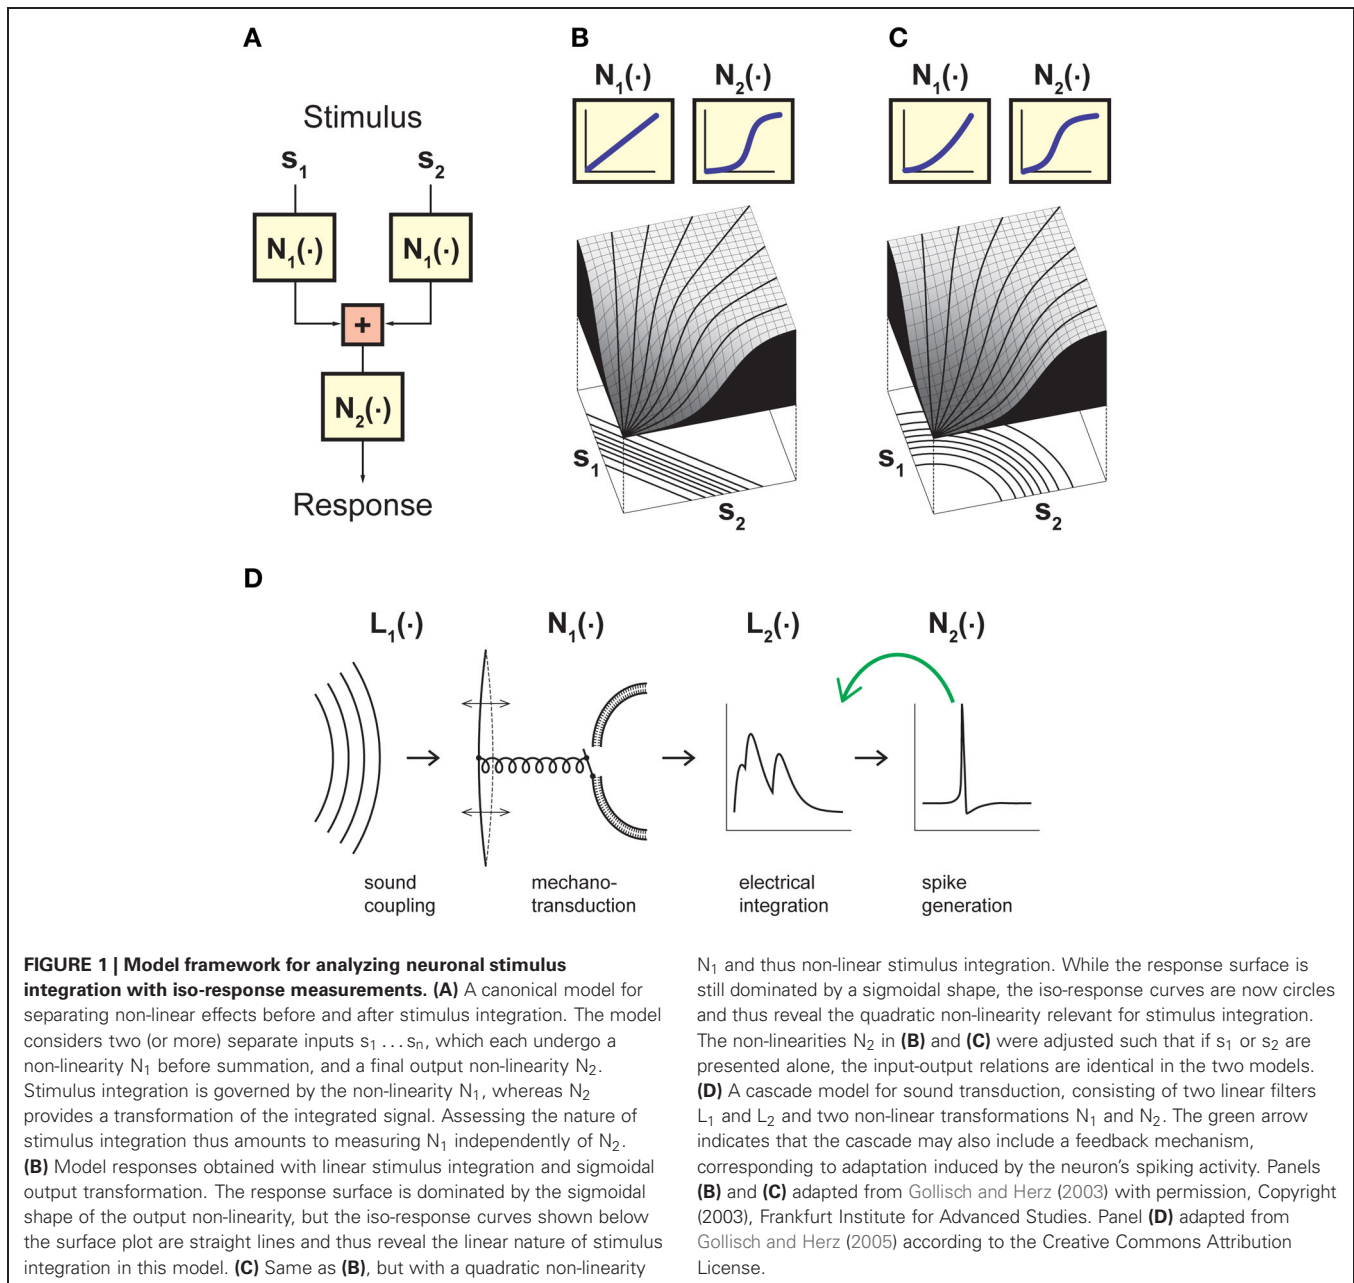 A
Stimulus
s1
s2
N1(·)
N1(·)
+
N2(·)
Response
B
N1(·)
N2(·)
s1
s2
C
N1(·)
N2(·)
s1
s2
D
L1(·)
N1(·)
L2(·)
N2(·)
sound
coupling
mechano-
transduction
electrical
integration
spike
generation
FIGURE 1 | Model framework for analyzing neuronal stimulus
integration with iso-response measurements. (A) A canonical model for
separating non-linear effects before and after stimulus integration. The model
considers two (or more) separate inputs s1 . . . sn, which each undergo a
non-linearity N1 before summation, and a final output non-linearity N2.
Stimulus integration is governed by the non-linearity N1, whereas N2
provides a transformation of the integrated signal. Assessing the nature of
stimulus integration thus amounts to measuring N1 independently of N2.
(B) Model responses obtained with linear stimulus integration and sigmoidal
output transformation. The response surface is dominated by the sigmoidal
shape of the output non-linearity, but the iso-response curves shown below
the surface plot are straight lines and thus reveal the linear nature of stimulus
integration in this model. (C) Same as (B), but with a quadratic non-linearity
N1 and thus non-linear stimulus integration. While the response surface is
still dominated by a sigmoidal shape, the iso-response curves are now circles
and thus reveal the quadratic non-linearity relevant for stimulus integration.
The non-linearities N2 in (B) and (C) were adjusted such that if s1 or s2 are
presented alone, the input-output relations are identical in the two models.
(D) A cascade model for sound transduction, consisting of two linear filters
L1 and L2 and two non-linear transformations N1 and N2. The green arrow
indicates that the cascade may also include a feedback mechanism,
corresponding to adaptation induced by the neuron's spiking activity. Panels
(B) and (C) adapted from Gollisch and Herz (2003) with permission, Copyright
(2003), Frankfurt Institute for Advanced Studies. Panel (D) adapted from
Gollisch and Herz (2005) according to the Creative Commons Attribution
License.